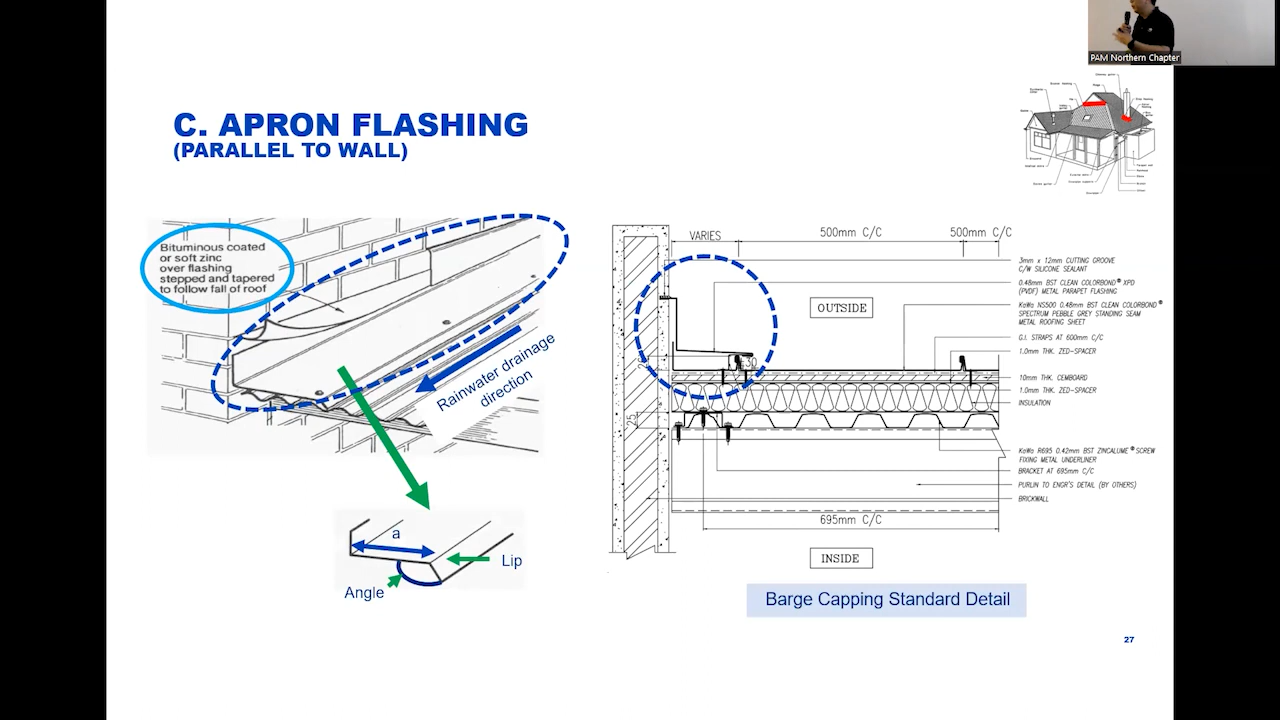 PAM Northern Chapter
C. APRON FLASHING
(PARALLEL TO WALL)
Bituminous coated
or soft zinc
over flashing
stepped and tapered
to follow fall of roof
Rainwater drainage
direction
a
Lip
Angle
VARIES
500mm C/C
500mm C/C
OUTSIDE
30
25
3mm x 12mm CUTTING GROOVE
C/W SILICONE SEALANT
0.48mm BST CLEAN COLORBOND® XPD
(PVDF) METAL PARAPET FLASHING
KaWa NS500 0.48mm BST CLEAN COLORBOND®
SPECTRUM PEBBLE GREY STANDING SEAM
METAL ROOFING SHEET
G.I. STRAPS AT 600mm C/C
1.0mm THK. ZED-SPACER
10mm THK. CEMBOARD
1.0mm THK. ZED-SPACER
INSULATION
KaWa R695 0.42mm BST ZINCALUME® SCREW
FIXING METAL UNDERLINER
BRACKET AT 695mm C/C
PURLIN TO ENGR'S DETAIL (BY OTHERS)
BRICKWALL
695mm C/C
INSIDE
Barge Capping Standard Detail
27